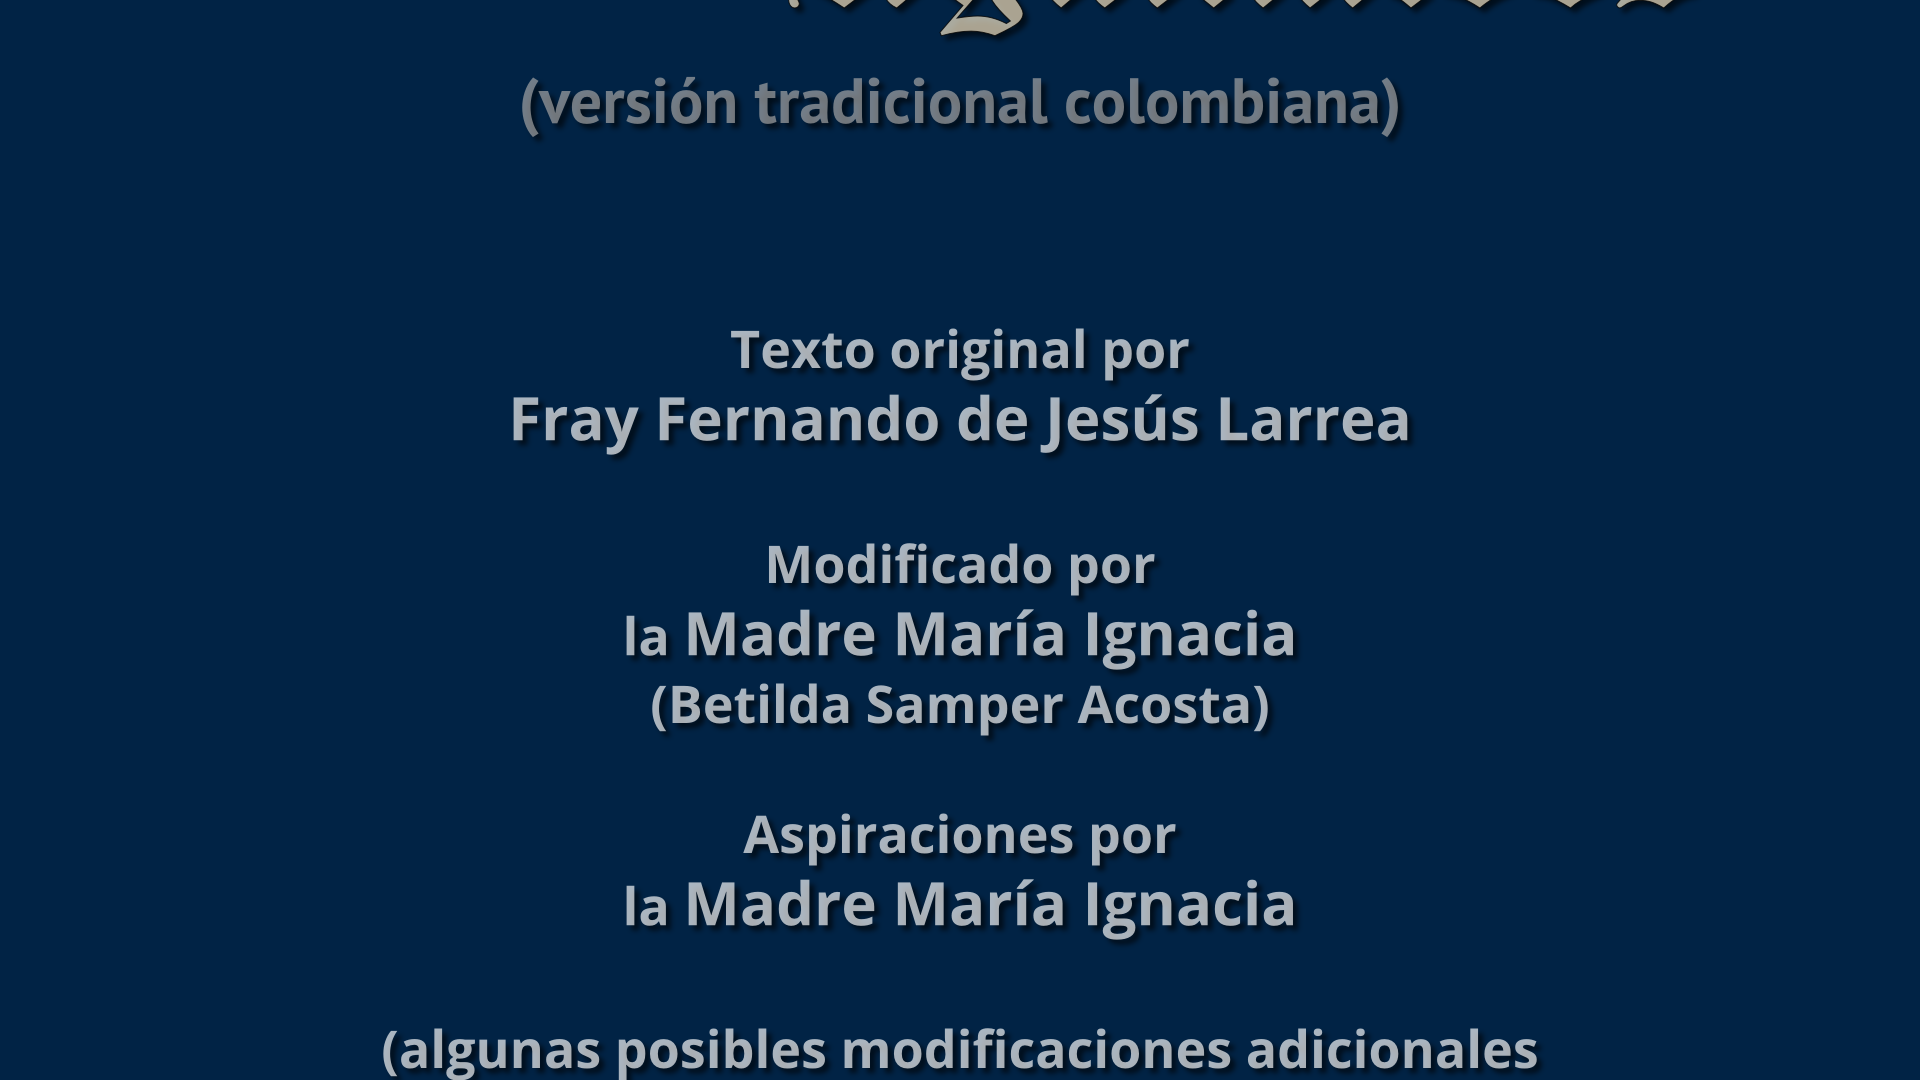 (versión tradicional colombiana)
Texto original por
Fray Fernando de Jesús Larrea
Modificado por
la Madre María Ignacia
(Betilda Samper Acosta)
Aspiraciones por
la Madre María Ignacia
(algunas posibles modificaciones adicionales